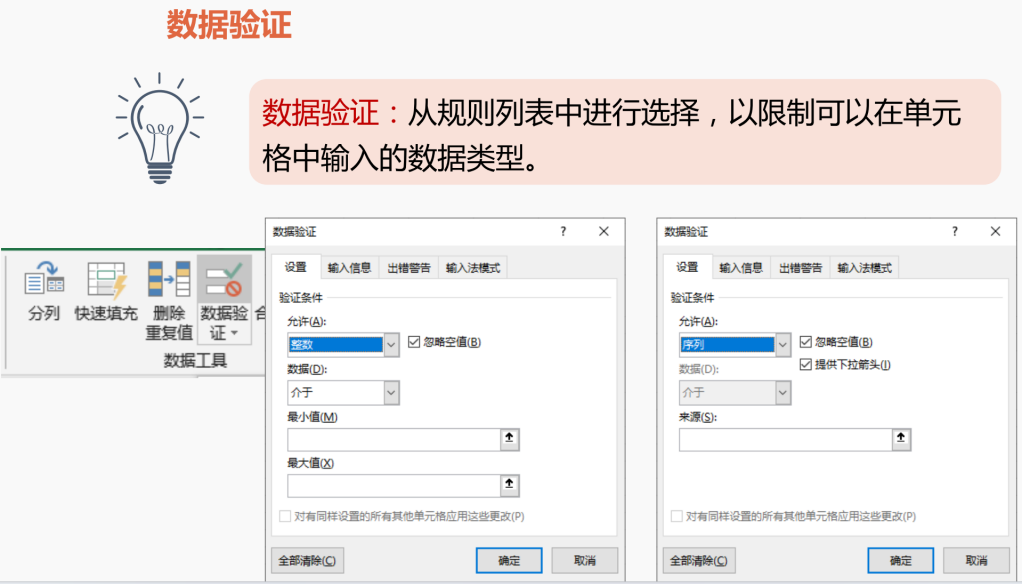 数据验证
数据验证：从规则列表中进行选择，以限制可以在单元
格中输入的数据类型。
分列
快速填充
删除
重复值
数据验
证
数据工具
数据验证
?
设置
输入信息
出错警告
输入法模式
验证条件
允许(A):
整数
忽略空值(B)
数据(D):
介于
最小值(M)
最大值(X)
对有同样设置的所有其他单元格应用这些更改(P)
全部清除(C)
确定
取消
数据验证
?
设置
输入信息
出错警告
输入法模式
验证条件
允许(A):
序列
忽略空值(B)
提供下拉箭头(I)
数据(D):
介于
来源(S):
对有同样设置的所有其他单元格应用这些更改(P)
全部清除(C)
确定
取消